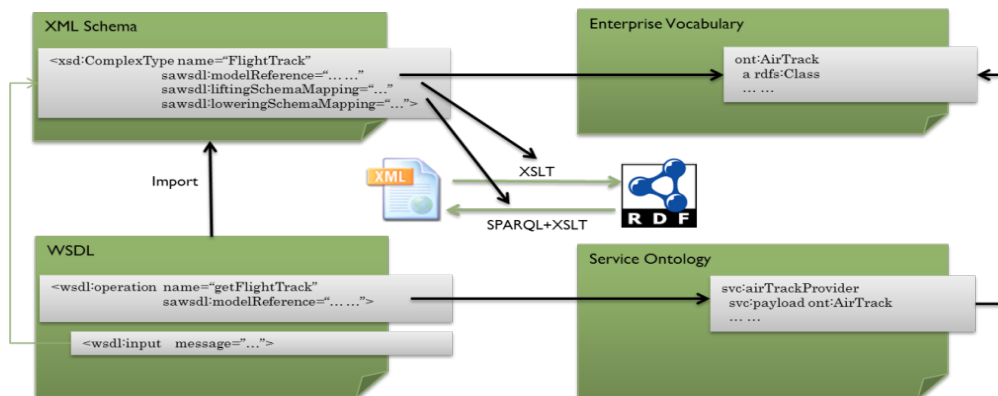 XML Schema
<xsd:ComplexType name=“FlightTrack”
sawsdl:modelReference=“… …”
sawsdl:liftingSchemaMapping=“…”
sawsdl:loweringSchemaMapping=“…”>
Enterprise Vocabulary
ont:AirTrack
a rdfs:Class
… …
Import
XML
XSLT
SPARQL+XSLT
RDF
WSDL
<wsdl:operation name=“getFlightTrack”
sawsdl:modelReference=“… …”>
<wsdl:input message=“…”>
Service Ontology
svc:airTrackProvider
svc:payload ont:AirTrack
… …